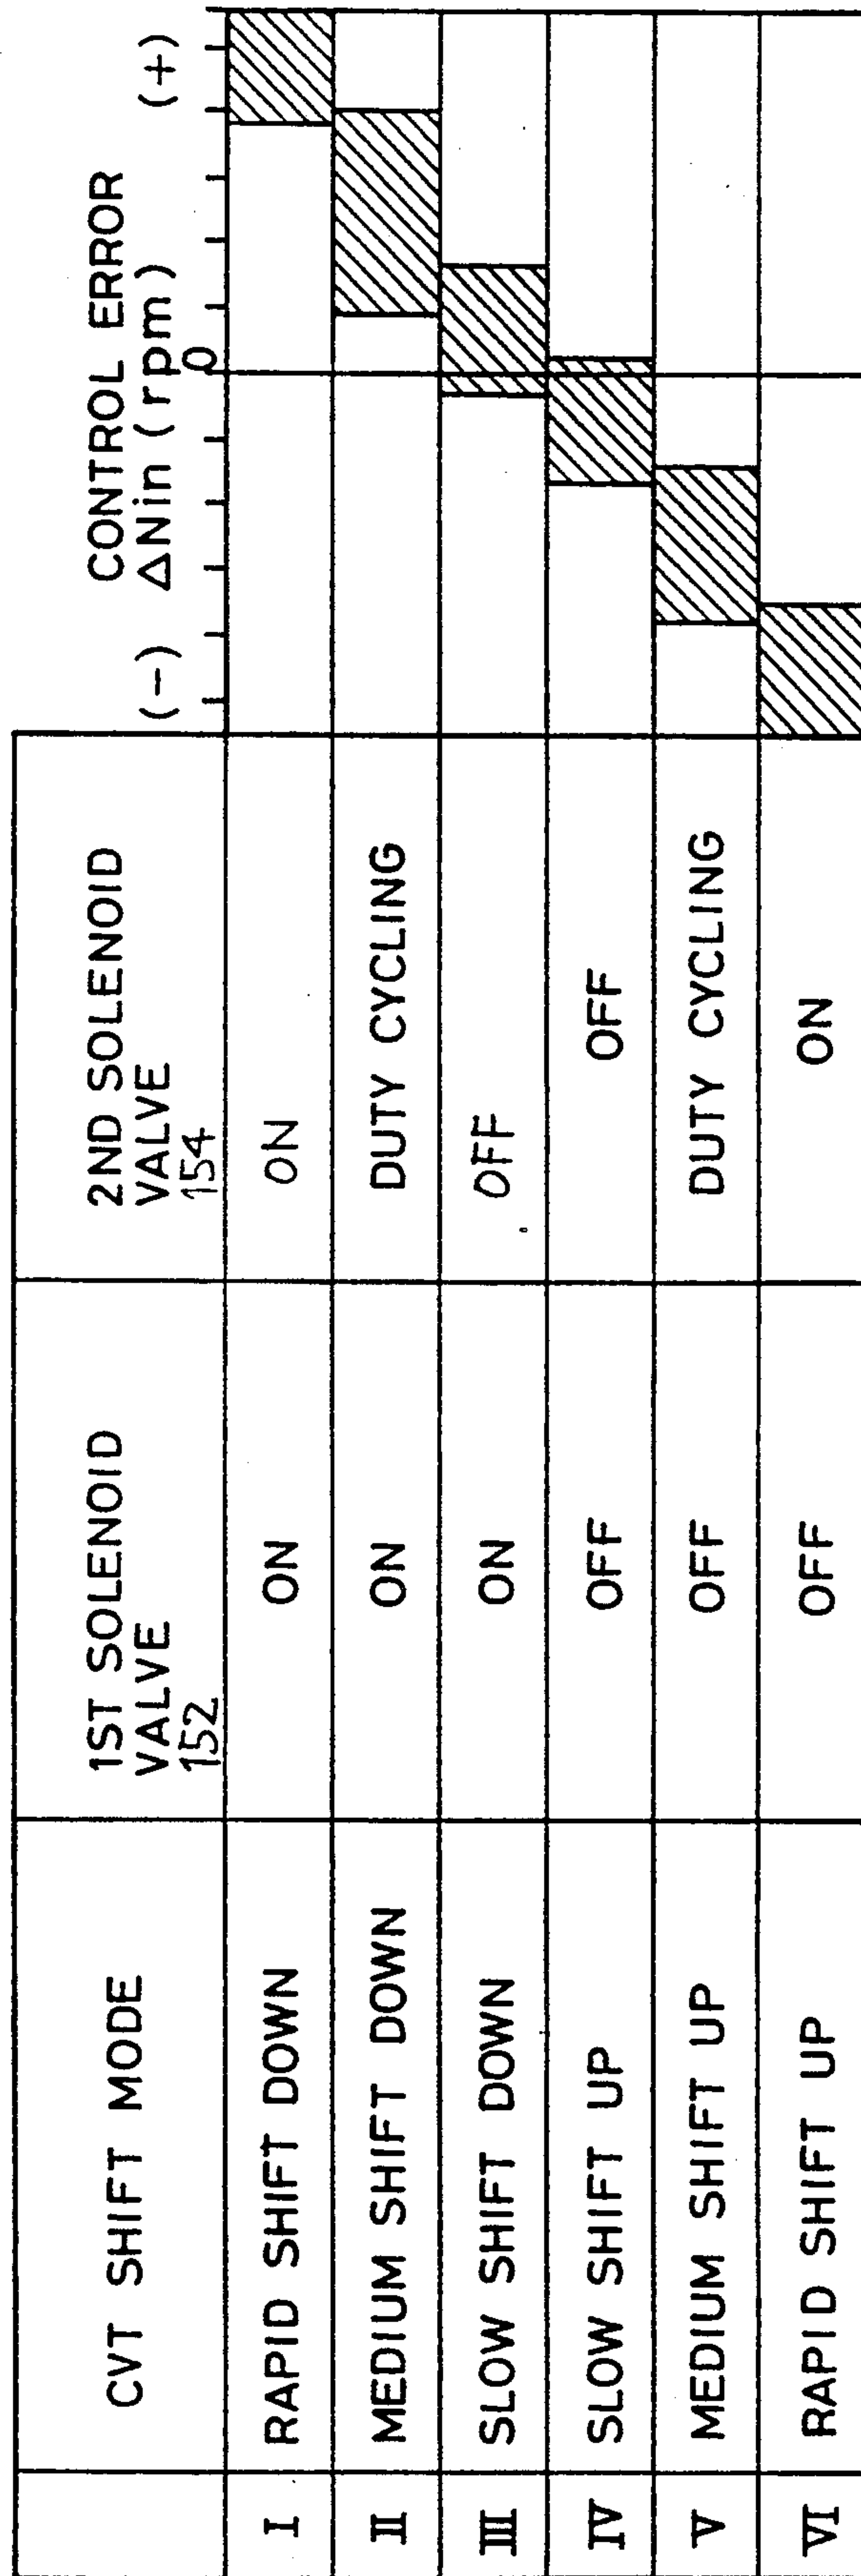 CVT SHIFT MODE
1ST SOLENOID
VALVE
152
2ND SOLENOID
VALVE
154
CONTROL ERROR
(−) ΔNin (rpm) (+)
0
I RAPID SHIFT DOWN ON ON
II MEDIUM SHIFT DOWN ON DUTY CYCLING
III SLOW SHIFT DOWN ON OFF
IV SLOW SHIFT UP OFF OFF
V MEDIUM SHIFT UP OFF DUTY CYCLING
VI RAPID SHIFT UP OFF ON